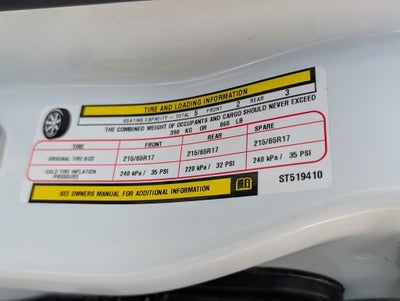 TIRE AND LOADING INFORMATION
SEATING CAPACITY - TOTAL 5 FRONT 2 REAR 3
THE COMBINED WEIGHT OF OCCUPANTS AND CARGO SHOULD NEVER EXCEED
390 KG OR 860 LB
TIRE FRONT REAR SPARE
ORIGINAL TIRE SIZE 215/65R17 215/65R17 215/65R17
COLD TIRE INFLATION PRESSURE 240 kPa / 35 PSI 220 kPa / 32 PSI 240 kPa / 35 PSI
SEE OWNERS MANUAL FOR ADDITIONAL INFORMATION
ST519410